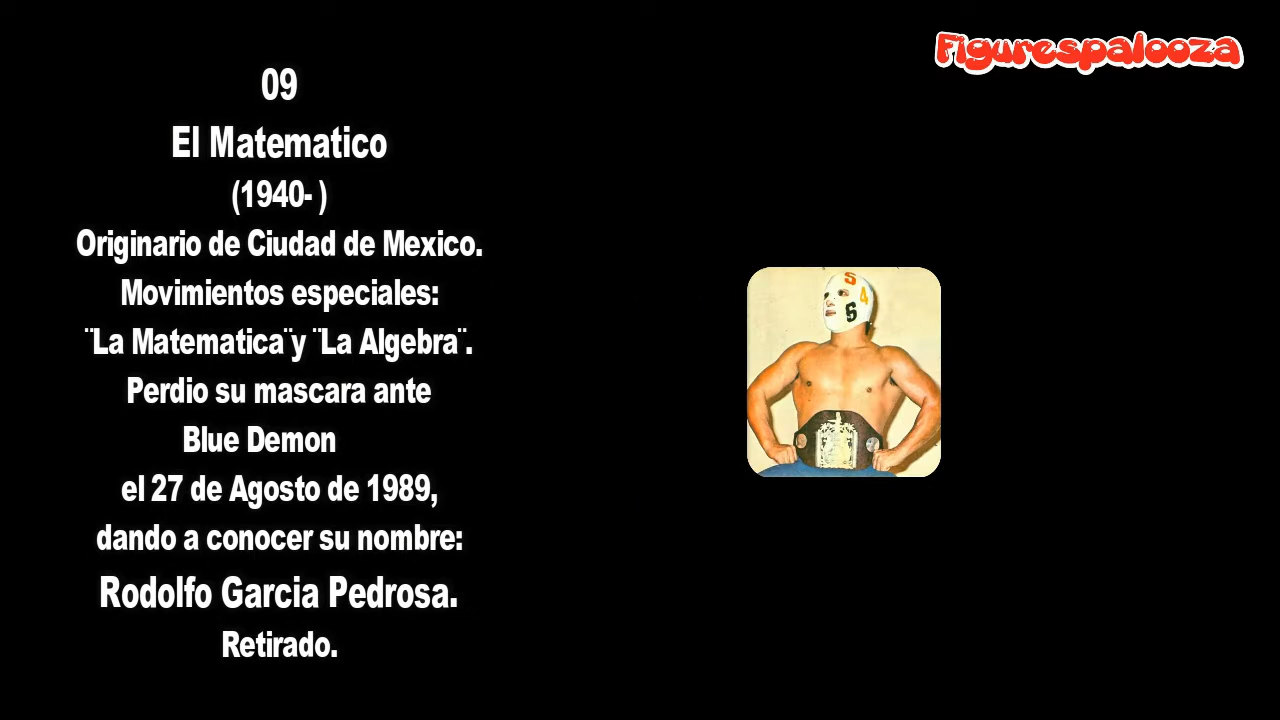 Figurespalooza
09
El Matematico
(1940- )
Originario de Ciudad de Mexico.
Movimientos especiales:
¨La Matematica¨y ¨La Algebra¨.
Perdio su mascara ante
Blue Demon
el 27 de Agosto de 1989,
dando a conocer su nombre:
Rodolfo Garcia Pedrosa.
Retirado.
S
4
S